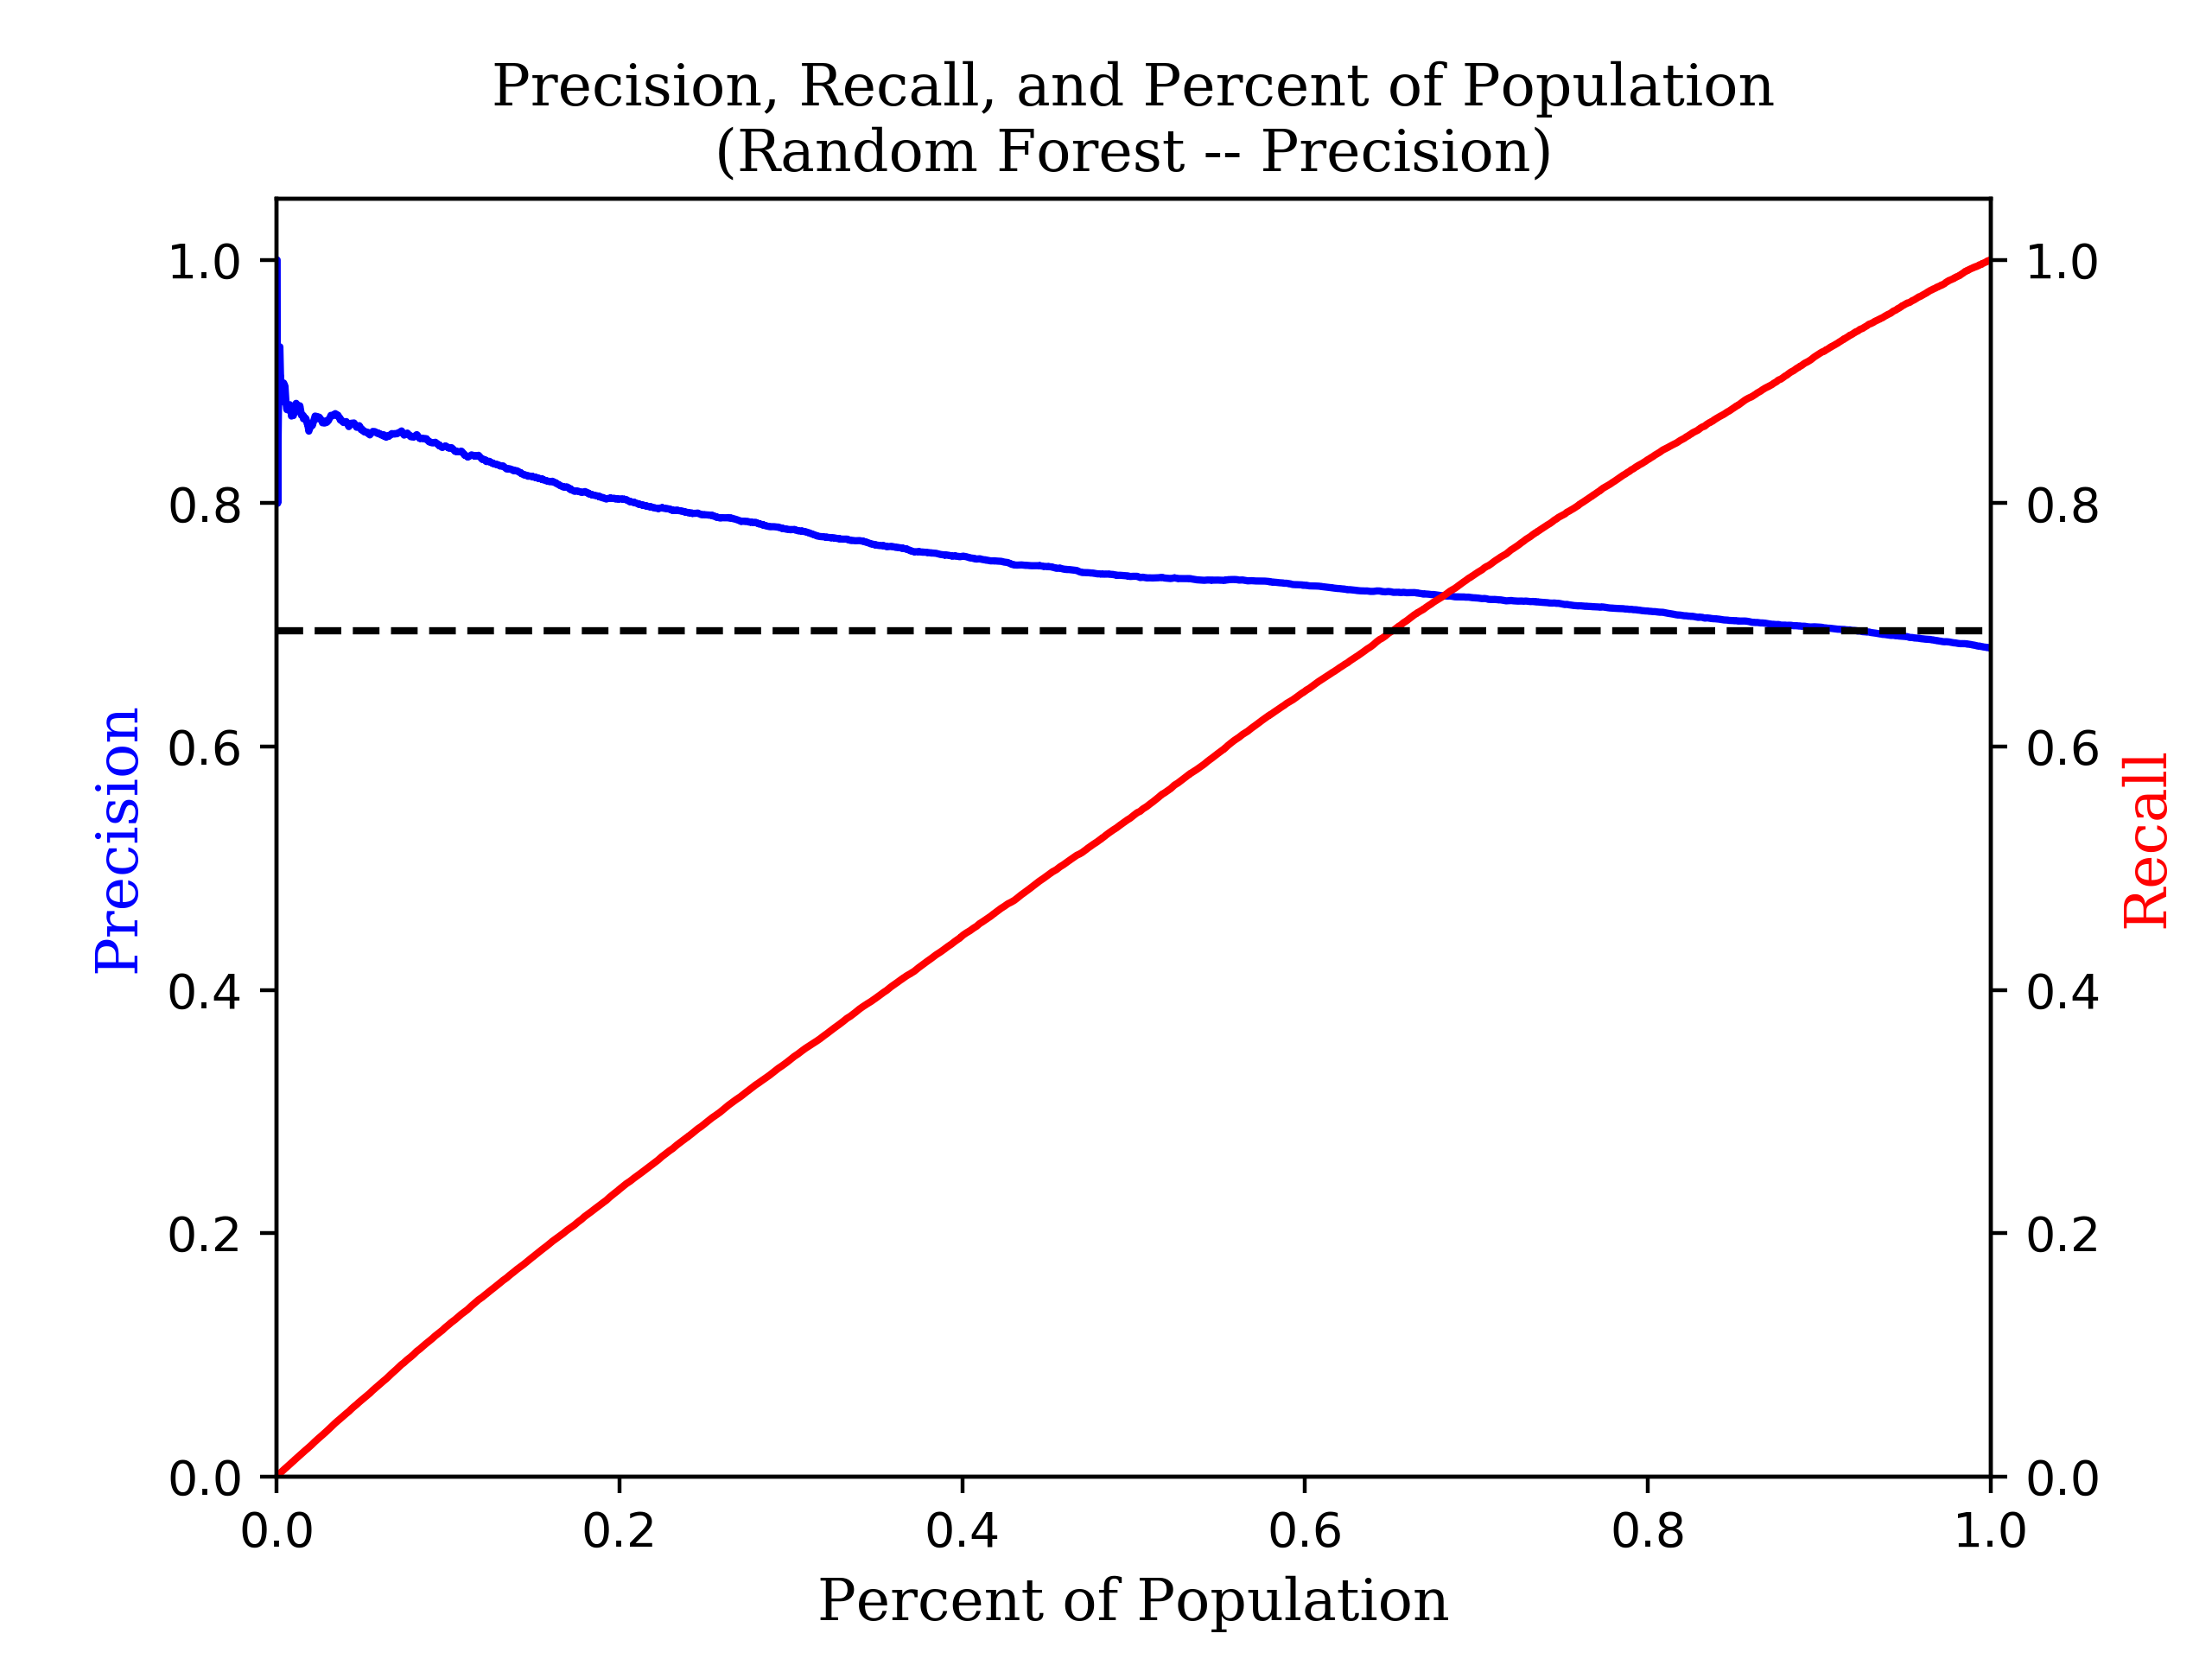 Precision, Recall, and Percent of Population
(Random Forest -- Precision)
1.0
0.8
0.6
0.4
0.2
0.0
Precision
1.0
0.8
0.6
0.4
0.2
0.0
Recall
0.0 0.2 0.4 0.6 0.8 1.0
Percent of Population